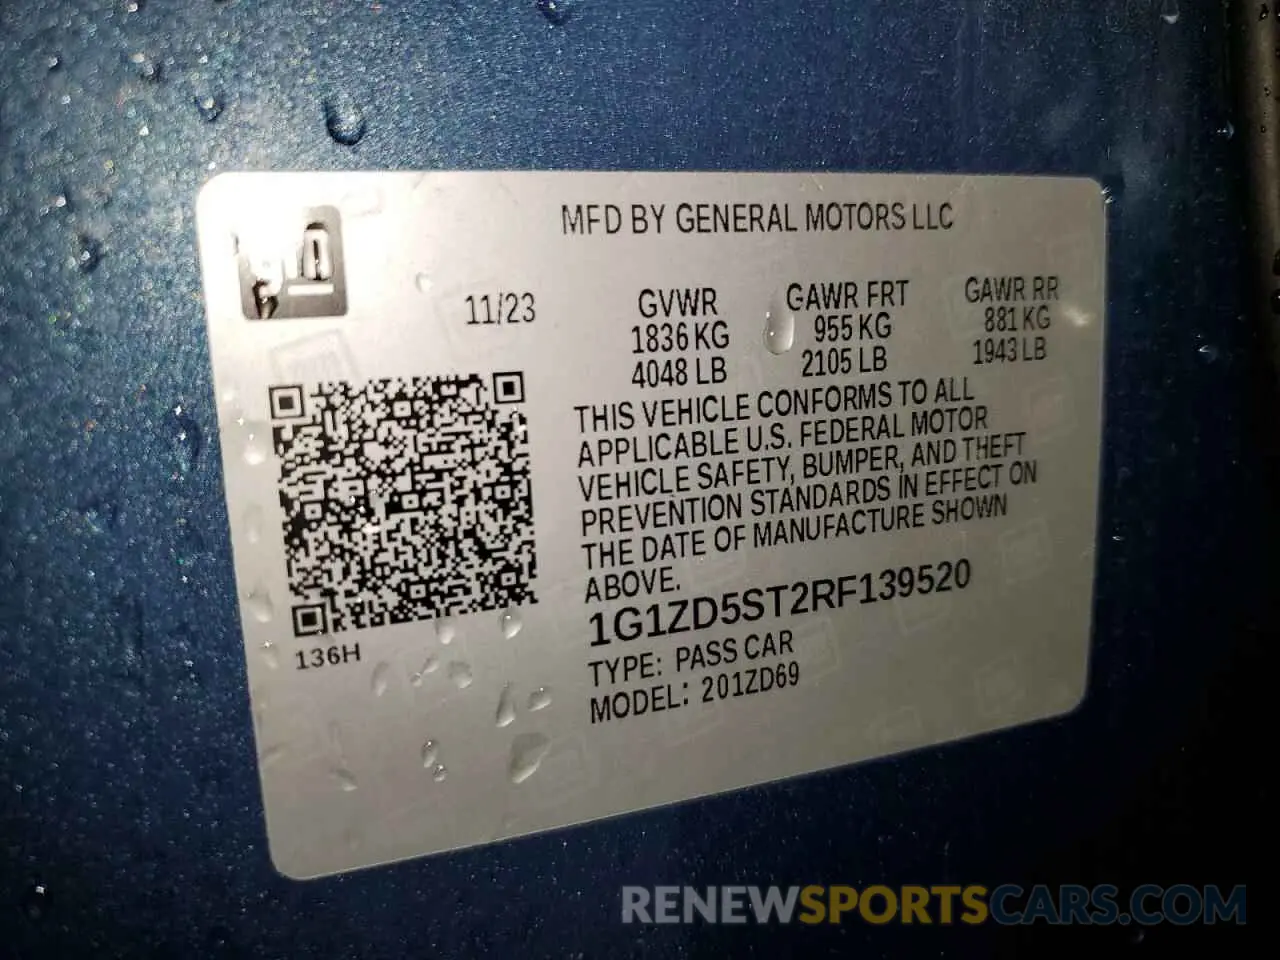 gm
MFD BY GENERAL MOTORS LLC
11/23
GVWR GAWR FRT GAWR RR
1836 KG 955 KG 881 KG
4048 LB 2105 LB 1943 LB
THIS VEHICLE CONFORMS TO ALL
APPLICABLE U.S. FEDERAL MOTOR
VEHICLE SAFETY, BUMPER, AND THEFT
PREVENTION STANDARDS IN EFFECT ON
THE DATE OF MANUFACTURE SHOWN
ABOVE.
1G1ZD5ST2RF139520
136H
TYPE: PASS CAR
MODEL: 201ZD69
RENEWSPORTSCARS.COM